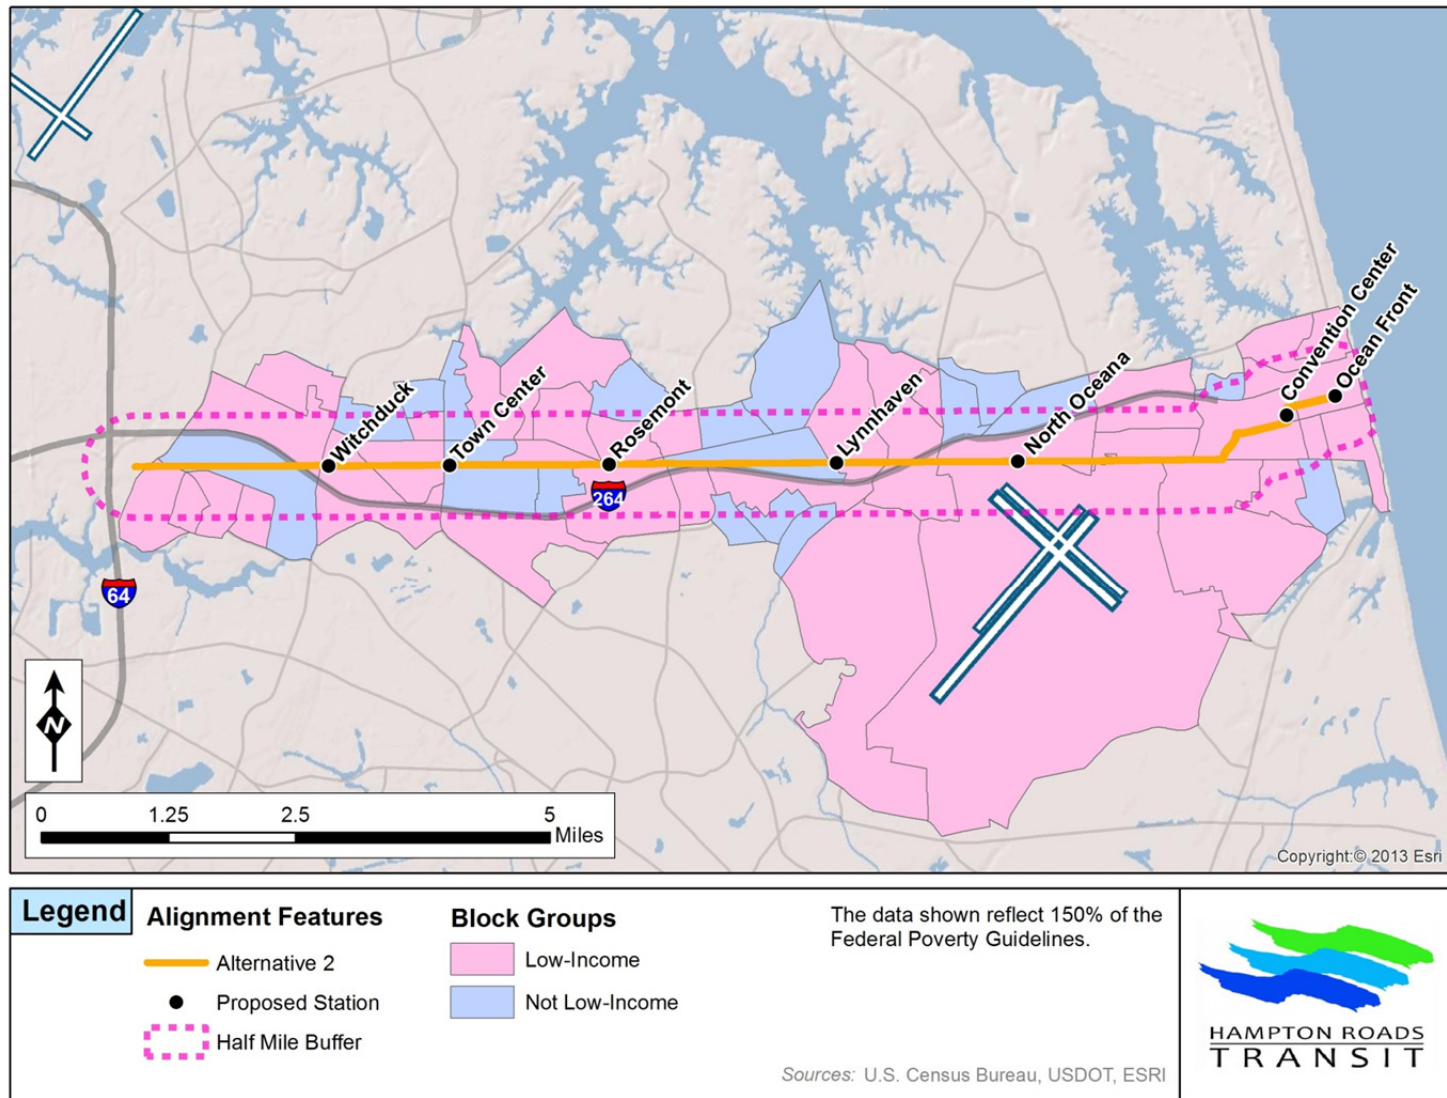 Witchduck
Town Center
Rosemont
Lynnhaven
North Oceana
Convention Center
Ocean Front
264
64
N
0 1.25 2.5 5
Miles
Copyright:© 2013 Esri
Legend
Alignment Features
Alternative 2
Proposed Station
Half Mile Buffer
Block Groups
Low-Income
Not Low-Income
The data shown reflect 150% of the
Federal Poverty Guidelines.
Sources: U.S. Census Bureau, USDOT, ESRI
HAMPTON ROADS
TRANSIT